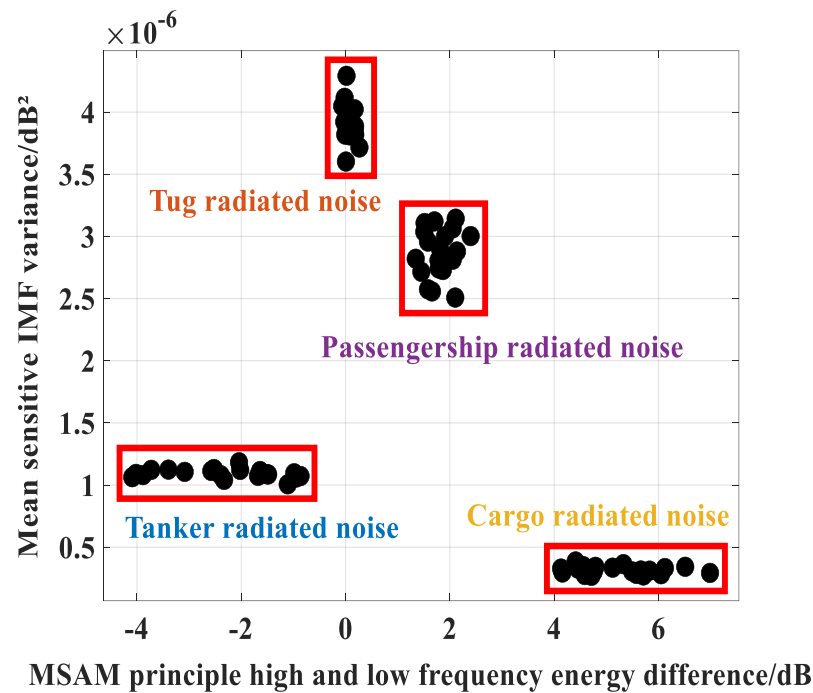 ×10⁻⁶
4
3.5
3
2.5
2
1.5
1
0.5
Mean sensitive IMF variance/dB²
Tug radiated noise
Passengership radiated noise
Tanker radiated noise
Cargo radiated noise
-4 -2 0 2 4 6
MSAM principle high and low frequency energy difference/dB